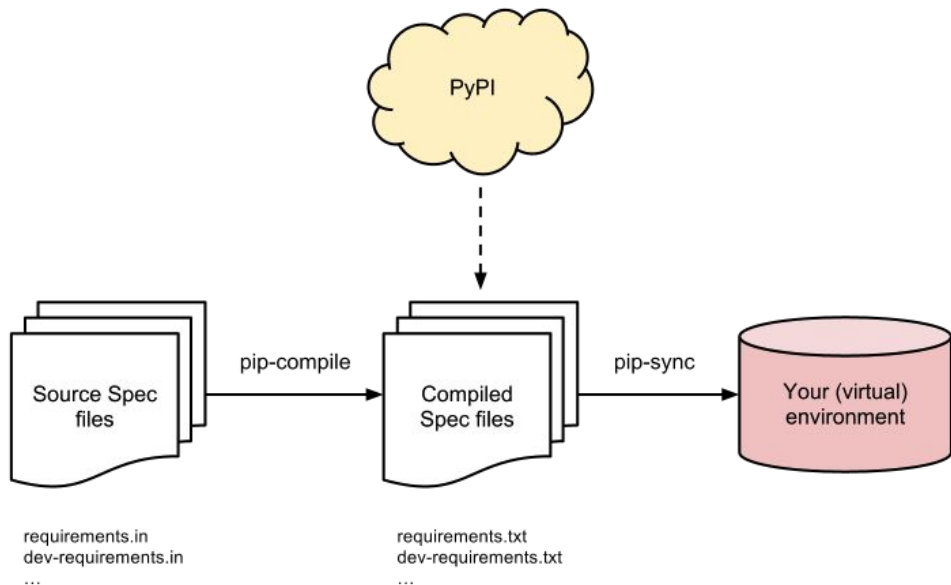 PyPI
pip-compile
pip-sync
Source Spec
files
Compiled
Spec files
Your (virtual)
environment
requirements.in
dev-requirements.in
...
requirements.txt
dev-requirements.txt
...